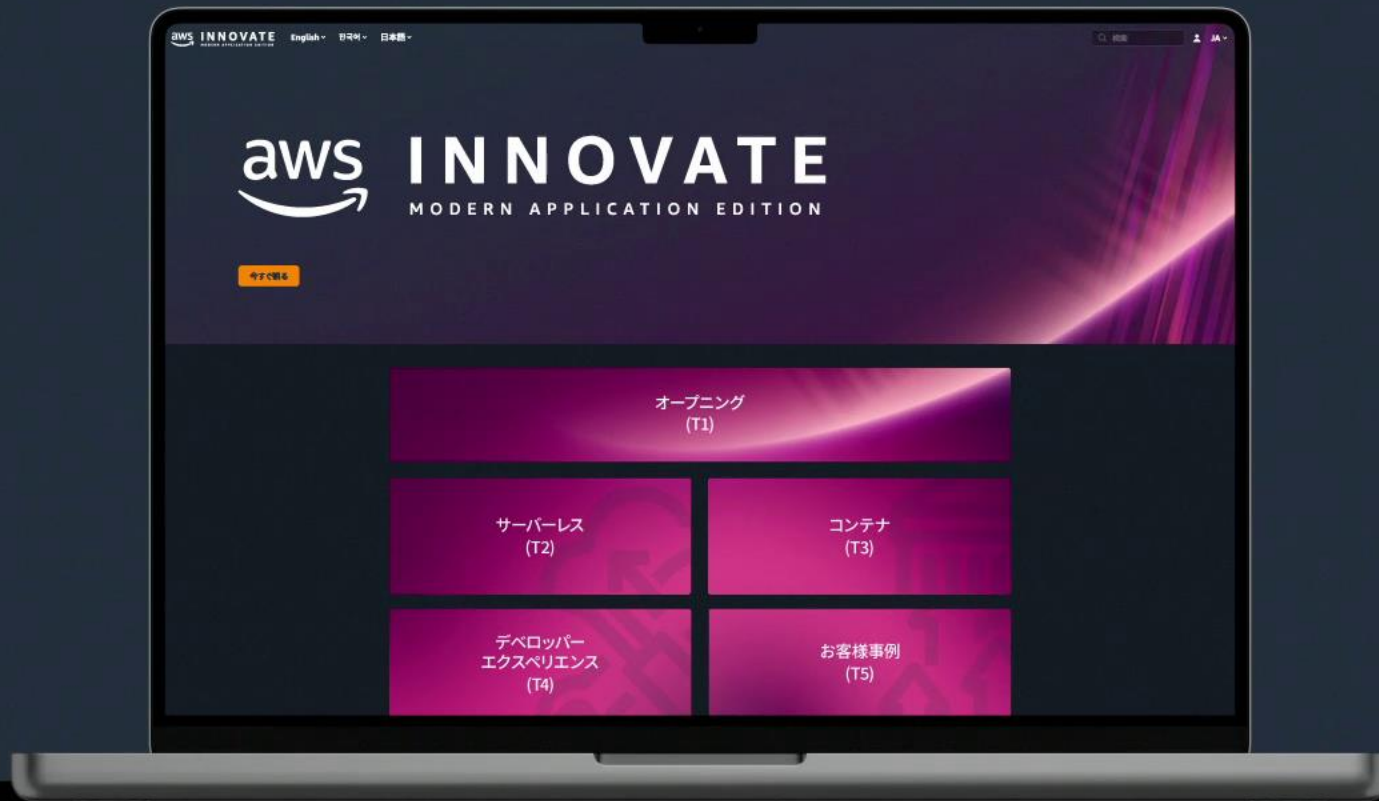 aws INNOVATE
MODERN APPLICATION EDITION
English
한국어
日本語
検索
JA
aws INNOVATE
MODERN APPLICATION EDITION
今すぐ観る
オープニング
(T1)
サーバーレス
(T2)
コンテナ
(T3)
デベロッパー
エクスペリエンス
(T4)
お客様事例
(T5)